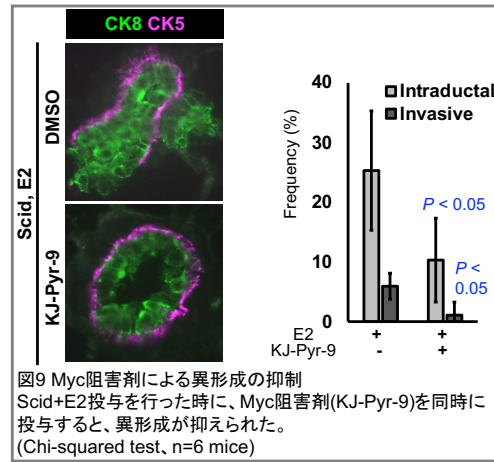 CK8 CK5
Scid, E2
DMSO
KJ-Pyr-9
Frequency (%)
40
30
20
10
0
Intraductal
Invasive
P < 0.05
P < 0.05
E2 + +
KJ-Pyr-9 - +
図9 Myc阻害剤による異形成の抑制
Scid+E2投与を行った時に、Myc阻害剤(KJ-Pyr-9)を同時に
投与すると、異形成が抑えられた。
(Chi-squared test、n=6 mice)